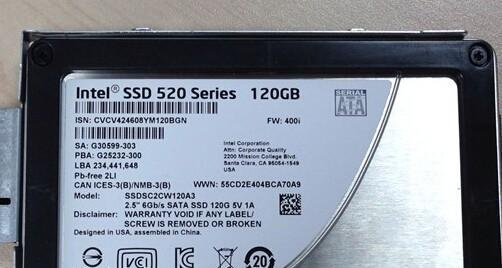 Intel® SSD 520 Series 120GB
ISN: CVCV424608YM120BGN FW: 400i
SERIAL
ATA
SA: G30599-303
PBA: G25232-300
LBA 234,441,648
Pb-free 2LI
CAN ICES-3(B)/NMB-3(B)
Intel Corporation
Attn: Corporate Quality
2200 Mission College Blvd.
Santa Clara, CA 95054-1549
USA
WWN: 55CD2E404BCA70A9
Model: SSDSC2CW120A3
2.5" 6Gb/s SATA SSD 120G 5V 1A
Disclaimer: WARRANTY VOID IF ANY LABEL/
SCREW IS REMOVED OR BROKEN
Designed in USA, assembled in China.
VCI
20